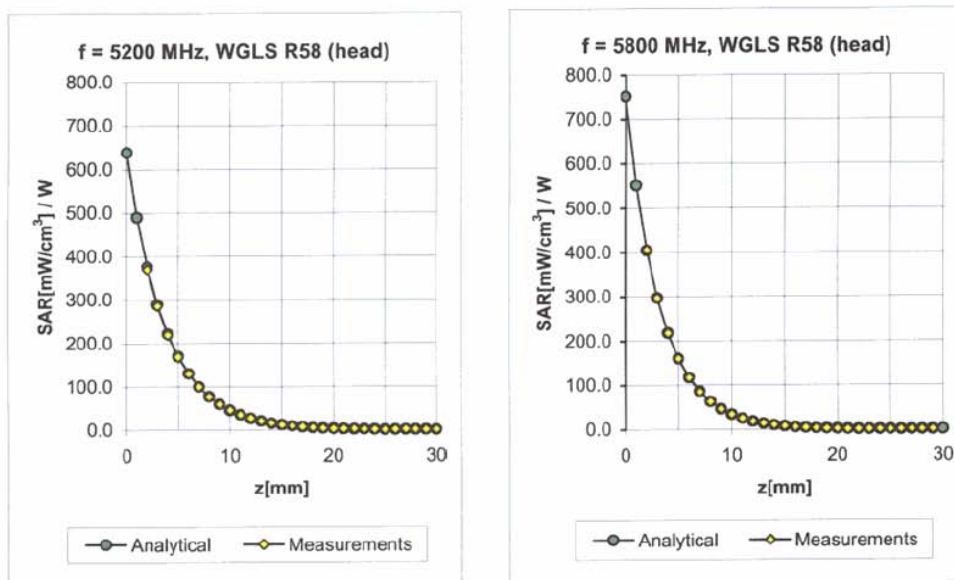 f = 5200 MHz, WGLS R58 (head)
800.0
700.0
600.0
500.0
400.0
300.0
200.0
100.0
0.0
SAR[mW/cm³] / W
0 10 20 30
z[mm]
Analytical Measurements
f = 5800 MHz, WGLS R58 (head)
800.0
700.0
600.0
500.0
400.0
300.0
200.0
100.0
0.0
SAR[mW/cm³] / W
0 10 20 30
z[mm]
Analytical Measurements